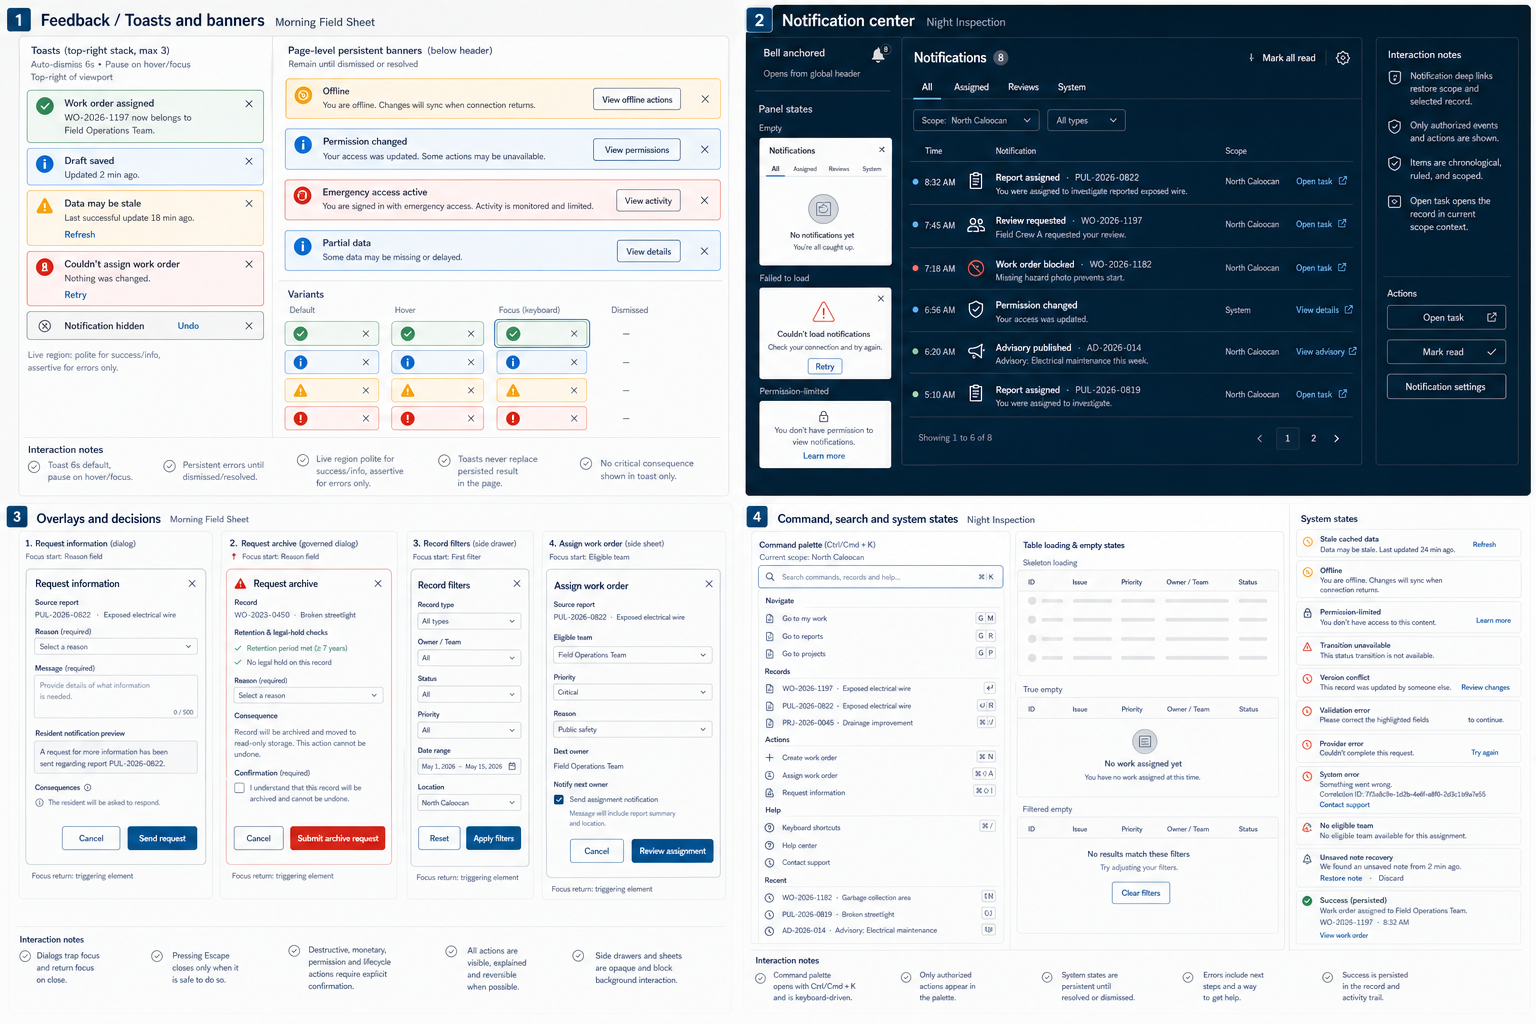 1 Feedback / Toasts and banners Morning Field Sheet
Toasts (top-right stack, max 3)
Auto-dismiss 6s • Pause on hover/focus
Top-right of viewport
Work order assigned
WO-2026-1197 now belongs to
Field Operations Team.
Draft saved
Updated 2 min ago.
Data may be stale
Last successful update 18 min ago.
Refresh
Couldn't assign work order
Nothing was changed.
Retry
Notification hidden Undo
Live region: polite for success/info,
assertive for errors only.
Page-level persistent banners (below header)
Remain until dismissed or resolved
Offline
You are offline. Changes will sync when connection returns.
View offline actions
Permission changed
Your access was updated. Some actions may be unavailable.
View permissions
Emergency access active
You are signed in with emergency access. Activity is monitored and limited.
View activity
Partial data
Some data may be missing or delayed.
View details
Variants
Default Hover Focus (keyboard) Dismissed
–
–
–
–
Interaction notes
Toast 6s default,
pause on hover/focus.
Persistent errors until
dismissed/resolved.
Live region polite for
success/info, assertive
for errors only.
Toasts never replace
persisted result
in the page.
No critical consequence
shown in toast only.
2 Notification center Night Inspection
Bell anchored
8
Opens from global header
Panel states
Empty
Notifications
All Assigned Reviews System
No notifications yet
You're all caught up.
Failed to load
Couldn't load notifications
Check your connection and try again.
Retry
Permission-limited
You don't have permission to
view notifications.
Learn more
Notifications 8
Mark all read
All Assigned Reviews System
Scope: North Caloocan All types
Time Notification Scope
8:32 AM Report assigned · PUL-2026-0822 North Caloocan Open task
You were assigned to investigate reported exposed wire.
7:45 AM Review requested · WO-2026-1197 North Caloocan Open task
Field Crew A requested your review.
7:18 AM Work order blocked · WO-2026-1182 North Caloocan Open task
Missing hazard photo prevents start.
6:56 AM Permission changed System View details
Your access was updated.
6:20 AM Advisory published · AD-2026-014 North Caloocan View advisory
Advisory: Electrical maintenance this week.
5:10 AM Report assigned · PUL-2026-0819 North Caloocan Open task
You were assigned to investigate.
Showing 1 to 6 of 8
1 2
Interaction notes
Notification deep links
restore scope and
selected record.
Only authorized events
and actions are shown.
Items are chronological,
ruled, and scoped.
Open task opens the
record in current
scope context.
Actions
Open task
Mark read
Notification settings
3 Overlays and decisions Morning Field Sheet
1. Request information (dialog)
Focus start: Reason field
Request information
Source report
PUL-2026-0822 · Exposed electrical wire
Reason (required)
Select a reason
Message (required)
Provide details of what information
is needed.
0 / 500
Resident notification preview
A request for more information has been
sent regarding report PUL-2026-0822.
Consequences
The resident will be asked to respond.
Cancel Send request
Focus return: triggering element
2. Request archive (governed dialog)
Focus start: Reason field
Request archive
Record
WO-2023-0450 · Broken streetlight
Retention & legal-hold checks
Retention period met (≥ 7 years)
No legal hold on this record
Reason (required)
Select a reason
Consequence
Record will be archived and moved to
read-only storage. This action cannot be
undone.
Confirmation (required)
I understand that this record will be
archived and cannot be undone.
Cancel Submit archive request
Focus return: triggering element
3. Record filters (side drawer)
Focus start: First filter
Record filters
Record type
All types
Owner / Team
All
Status
All
Priority
All
Date range
May 1, 2026 – May 15, 2026
Location
North Caloocan
Reset Apply filters
Focus return: triggering element
4. Assign work order (side sheet)
Focus start: Eligible team
Assign work order
Source report
PUL-2026-0822 · Exposed electrical wire
Eligible team
Field Operations Team
Priority
Critical
Reason
Public safety
Dext owner
Field Operations Team
Notify next owner
Send assignment notification
Message will include report summary
and location.
Cancel Review assignment
Focus return: triggering element
Interaction notes
Dialogs trap focus
and return focus
on close.
Pressing Escape
closes only when it
is safe to do so.
Destructive, monetary,
permission and lifecycle
actions require explicit
confirmation.
All actions are
visible, explained
and reversible
when possible.
Side drawers and sheets
are opaque and block
background interaction.
4 Command, search and system states Night Inspection
Command palette (Ctrl/Cmd + K)
Current scope: North Caloocan
Search commands, records and help... ⌘ K
Navigate
Go to my work G M
Go to reports G R
Go to projects G P
Records
WO-2026-1197 · Exposed electrical wire
PUL-2026-0822 · Exposed electrical wire
PRJ-2026-0045 · Drainage improvement
Actions
Create work order ⌘ N
Assign work order
Request information
Help
Keyboard shortcuts ⌘ /
Help center
Contact support
Recent
WO-2026-1182 · Garbage collection area
PUL-2026-0819 · Broken streetlight
AD-2026-014 · Advisory: Electrical maintenance
Table loading & empty states
Skeleton loading
ID Issue Priority Owner / Team Status
True empty
ID Issue Priority Owner / Team Status
No work assigned yet
You have no work assigned at this time.
Filtered empty
ID Issue Priority Owner / Team Status
No results match these filters
Try adjusting your filters.
Clear filters
System states
Stale cached data
Data may be stale. Last updated 24 min ago. Refresh
Offline
You are offline. Changes will sync when
connection returns.
Permission-limited
You don't have access to this content. Learn more
Transition unavailable
This status transition is not available.
Version conflict
This record was updated by someone else. Review changes
Validation error
Please correct the highlighted fields to continue.
Provider error
Couldn't complete this request. Try again
System error
Something went wrong.
Correlation ID:
Contact support
No eligible team
No eligible team available for this assignment.
Unsaved note recovery
We found an unsaved note from 2 min ago.
Restore note · Discard
Success (persisted)
Work order assigned to Field Operations Team.
WO-2026-1197 · 8:32 AM
View work order
Interaction notes
Command palette
opens with Ctrl/Cmd + K
and is keyboard-driven.
Only authorized
actions appear in
the palette.
System states are
persistent until
resolved or dismissed.
Errors include next
steps and a way
to get help.
Success is persisted
in the record and
activity trail.